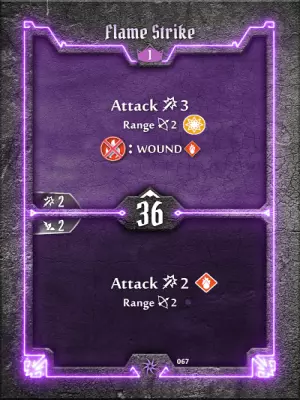 Flame Strike
1
Attack 3
Range 2
: WOUND
2
36
2
Attack 2
Range 2
067